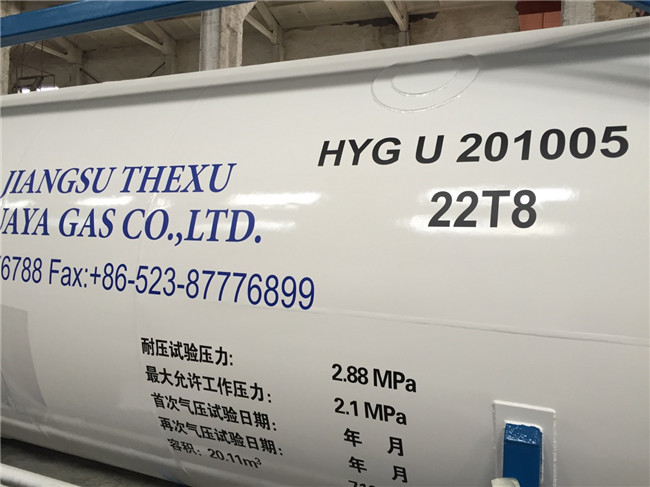 HYG U 201005
22T8
JIANGSU THEXU
JAYA GAS CO.,LTD.
6788 Fax:+86-523-87776899
耐压试验压力: 2.88 MPa
最大允许工作压力: 2.1 MPa
首次气压试验日期: 年 月
再次气压试验日期: 年 月
容积: 20.11m³